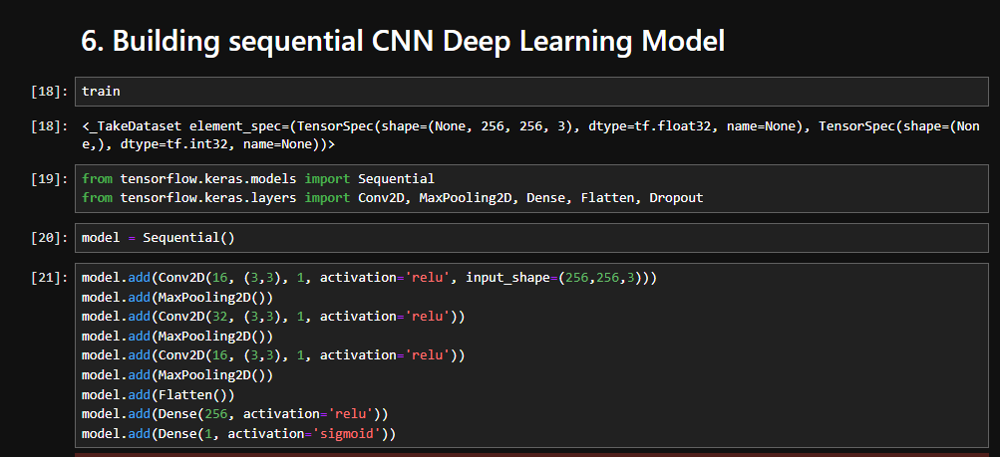 6. Building sequential CNN Deep Learning Model
[18]: train
[18]: <_TakeDataset element_spec=(TensorSpec(shape=(None, 256, 256, 3), dtype=tf.float32, name=None), TensorSpec(shape=(Non
e,), dtype=tf.int32, name=None))>
[19]: from tensorflow.keras.models import Sequential
from tensorflow.keras.layers import Conv2D, MaxPooling2D, Dense, Flatten, Dropout
[20]: model = Sequential()
[21]: model.add(Conv2D(16, (3,3), 1, activation='relu', input_shape=(256,256,3)))
model.add(MaxPooling2D())
model.add(Conv2D(32, (3,3), 1, activation='relu'))
model.add(MaxPooling2D())
model.add(Conv2D(16, (3,3), 1, activation='relu'))
model.add(MaxPooling2D())
model.add(Flatten())
model.add(Dense(256, activation='relu'))
model.add(Dense(1, activation='sigmoid'))